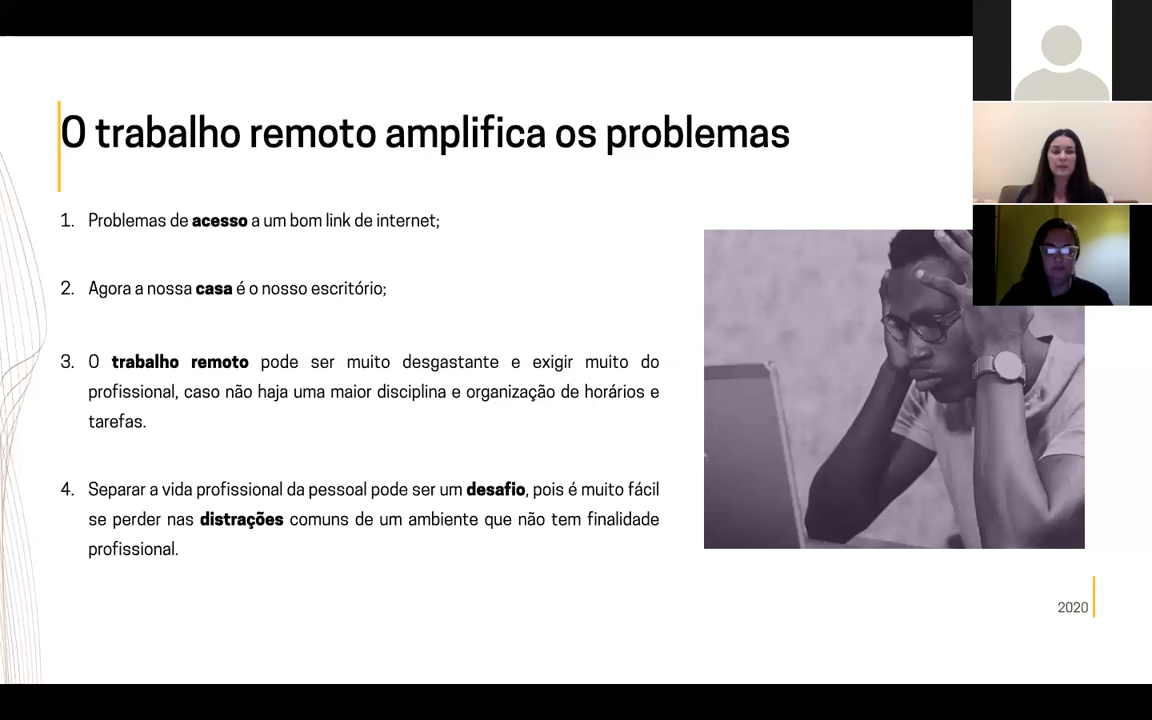 O trabalho remoto amplifica os problemas
1. Problemas de acesso a um bom link de internet;
2. Agora a nossa casa é o nosso escritório;
3. O trabalho remoto pode ser muito desgastante e exigir muito do
profissional, caso não haja uma maior disciplina e organização de horários e
tarefas.
4. Separar a vida profissional da pessoal pode ser um desafio, pois é muito fácil
se perder nas distrações comuns de um ambiente que não tem finalidade
profissional.
2020